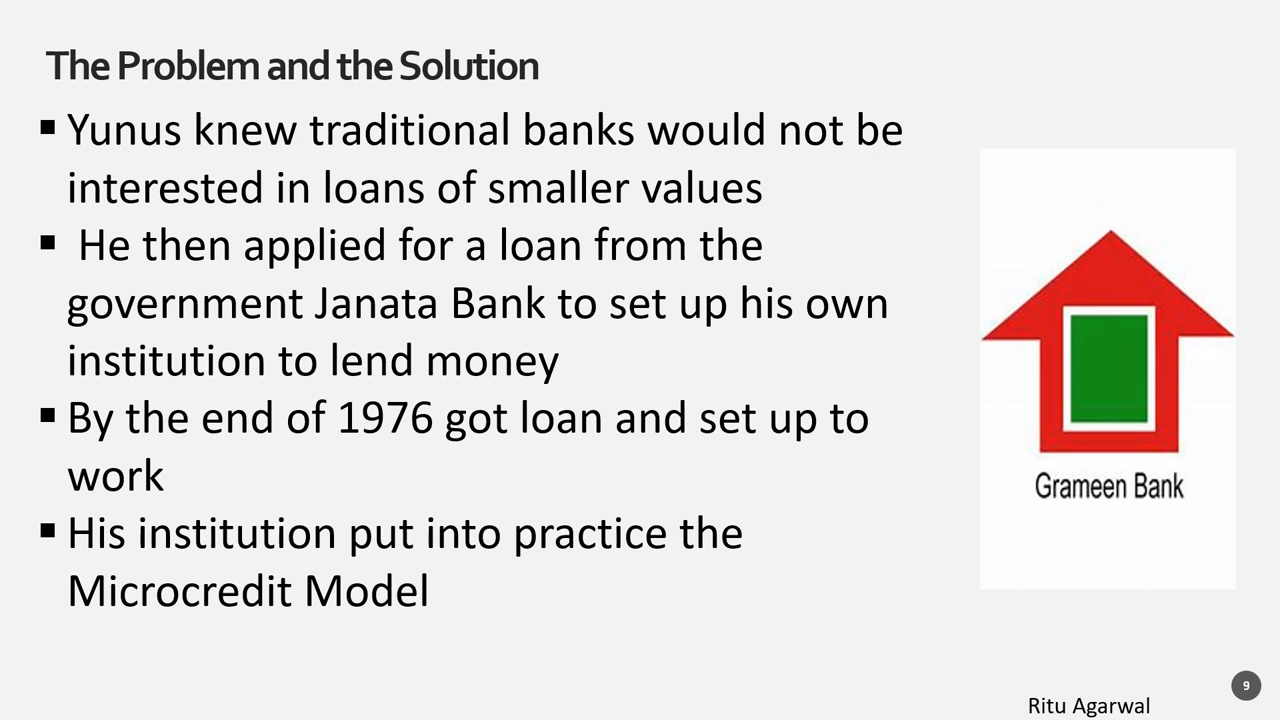 The Problem and the Solution
▪ Yunus knew traditional banks would not be
interested in loans of smaller values
▪ He then applied for a loan from the
government Janata Bank to set up his own
institution to lend money
▪ By the end of 1976 got loan and set up to
work
▪ His institution put into practice the
Microcredit Model
Grameen Bank
9
Ritu Agarwal